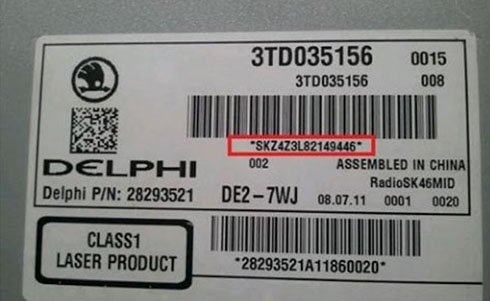 3TD035156 0015
3TD035156 008
*SKZ4Z3L82149446*
002 ASSEMBLED IN CHINA
DELPHI
RadioSK46MID
Delphi P/N: 28293521 DE2-7WJ 08.07.11 0001 0020
CLASS1
LASER PRODUCT
*28293521A11860020*